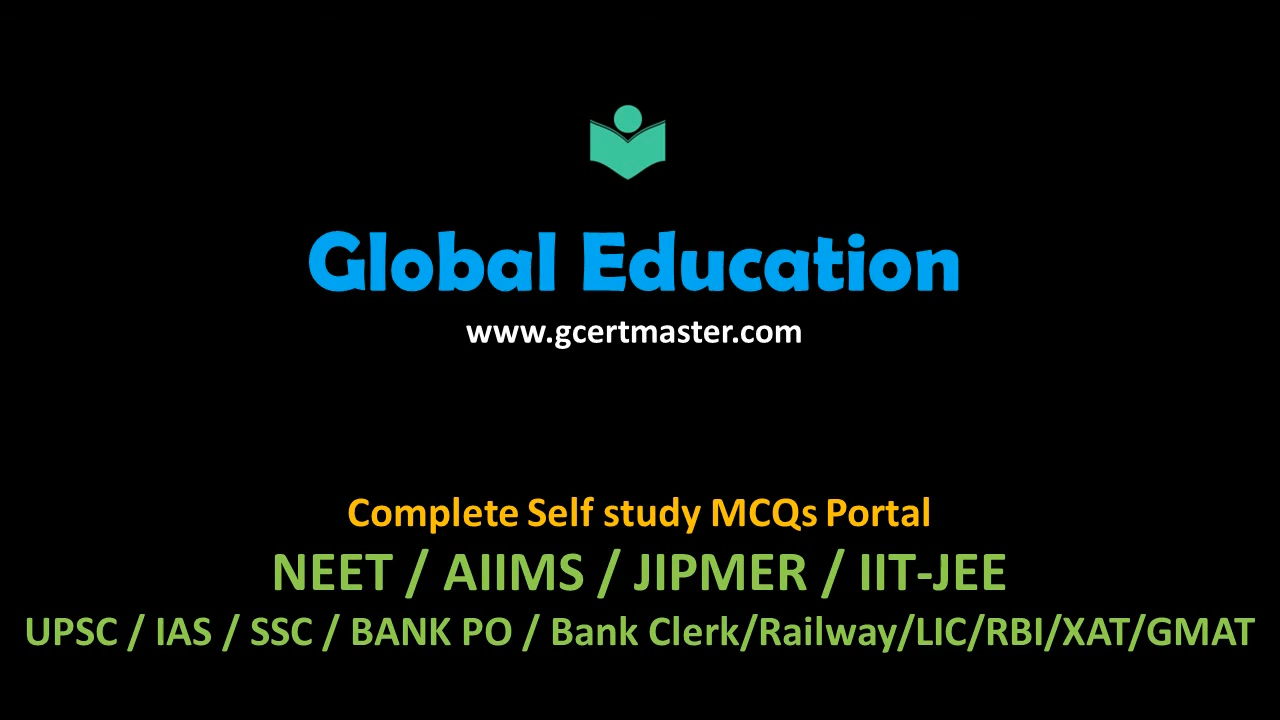 Global Education
www.gcertmaster.com
Complete Self study MCQs Portal
NEET / AIIMS / JIPMER / IIT-JEE
UPSC / IAS / SSC / BANK PO / Bank Clerk/Railway/LIC/RBI/XAT/GMAT